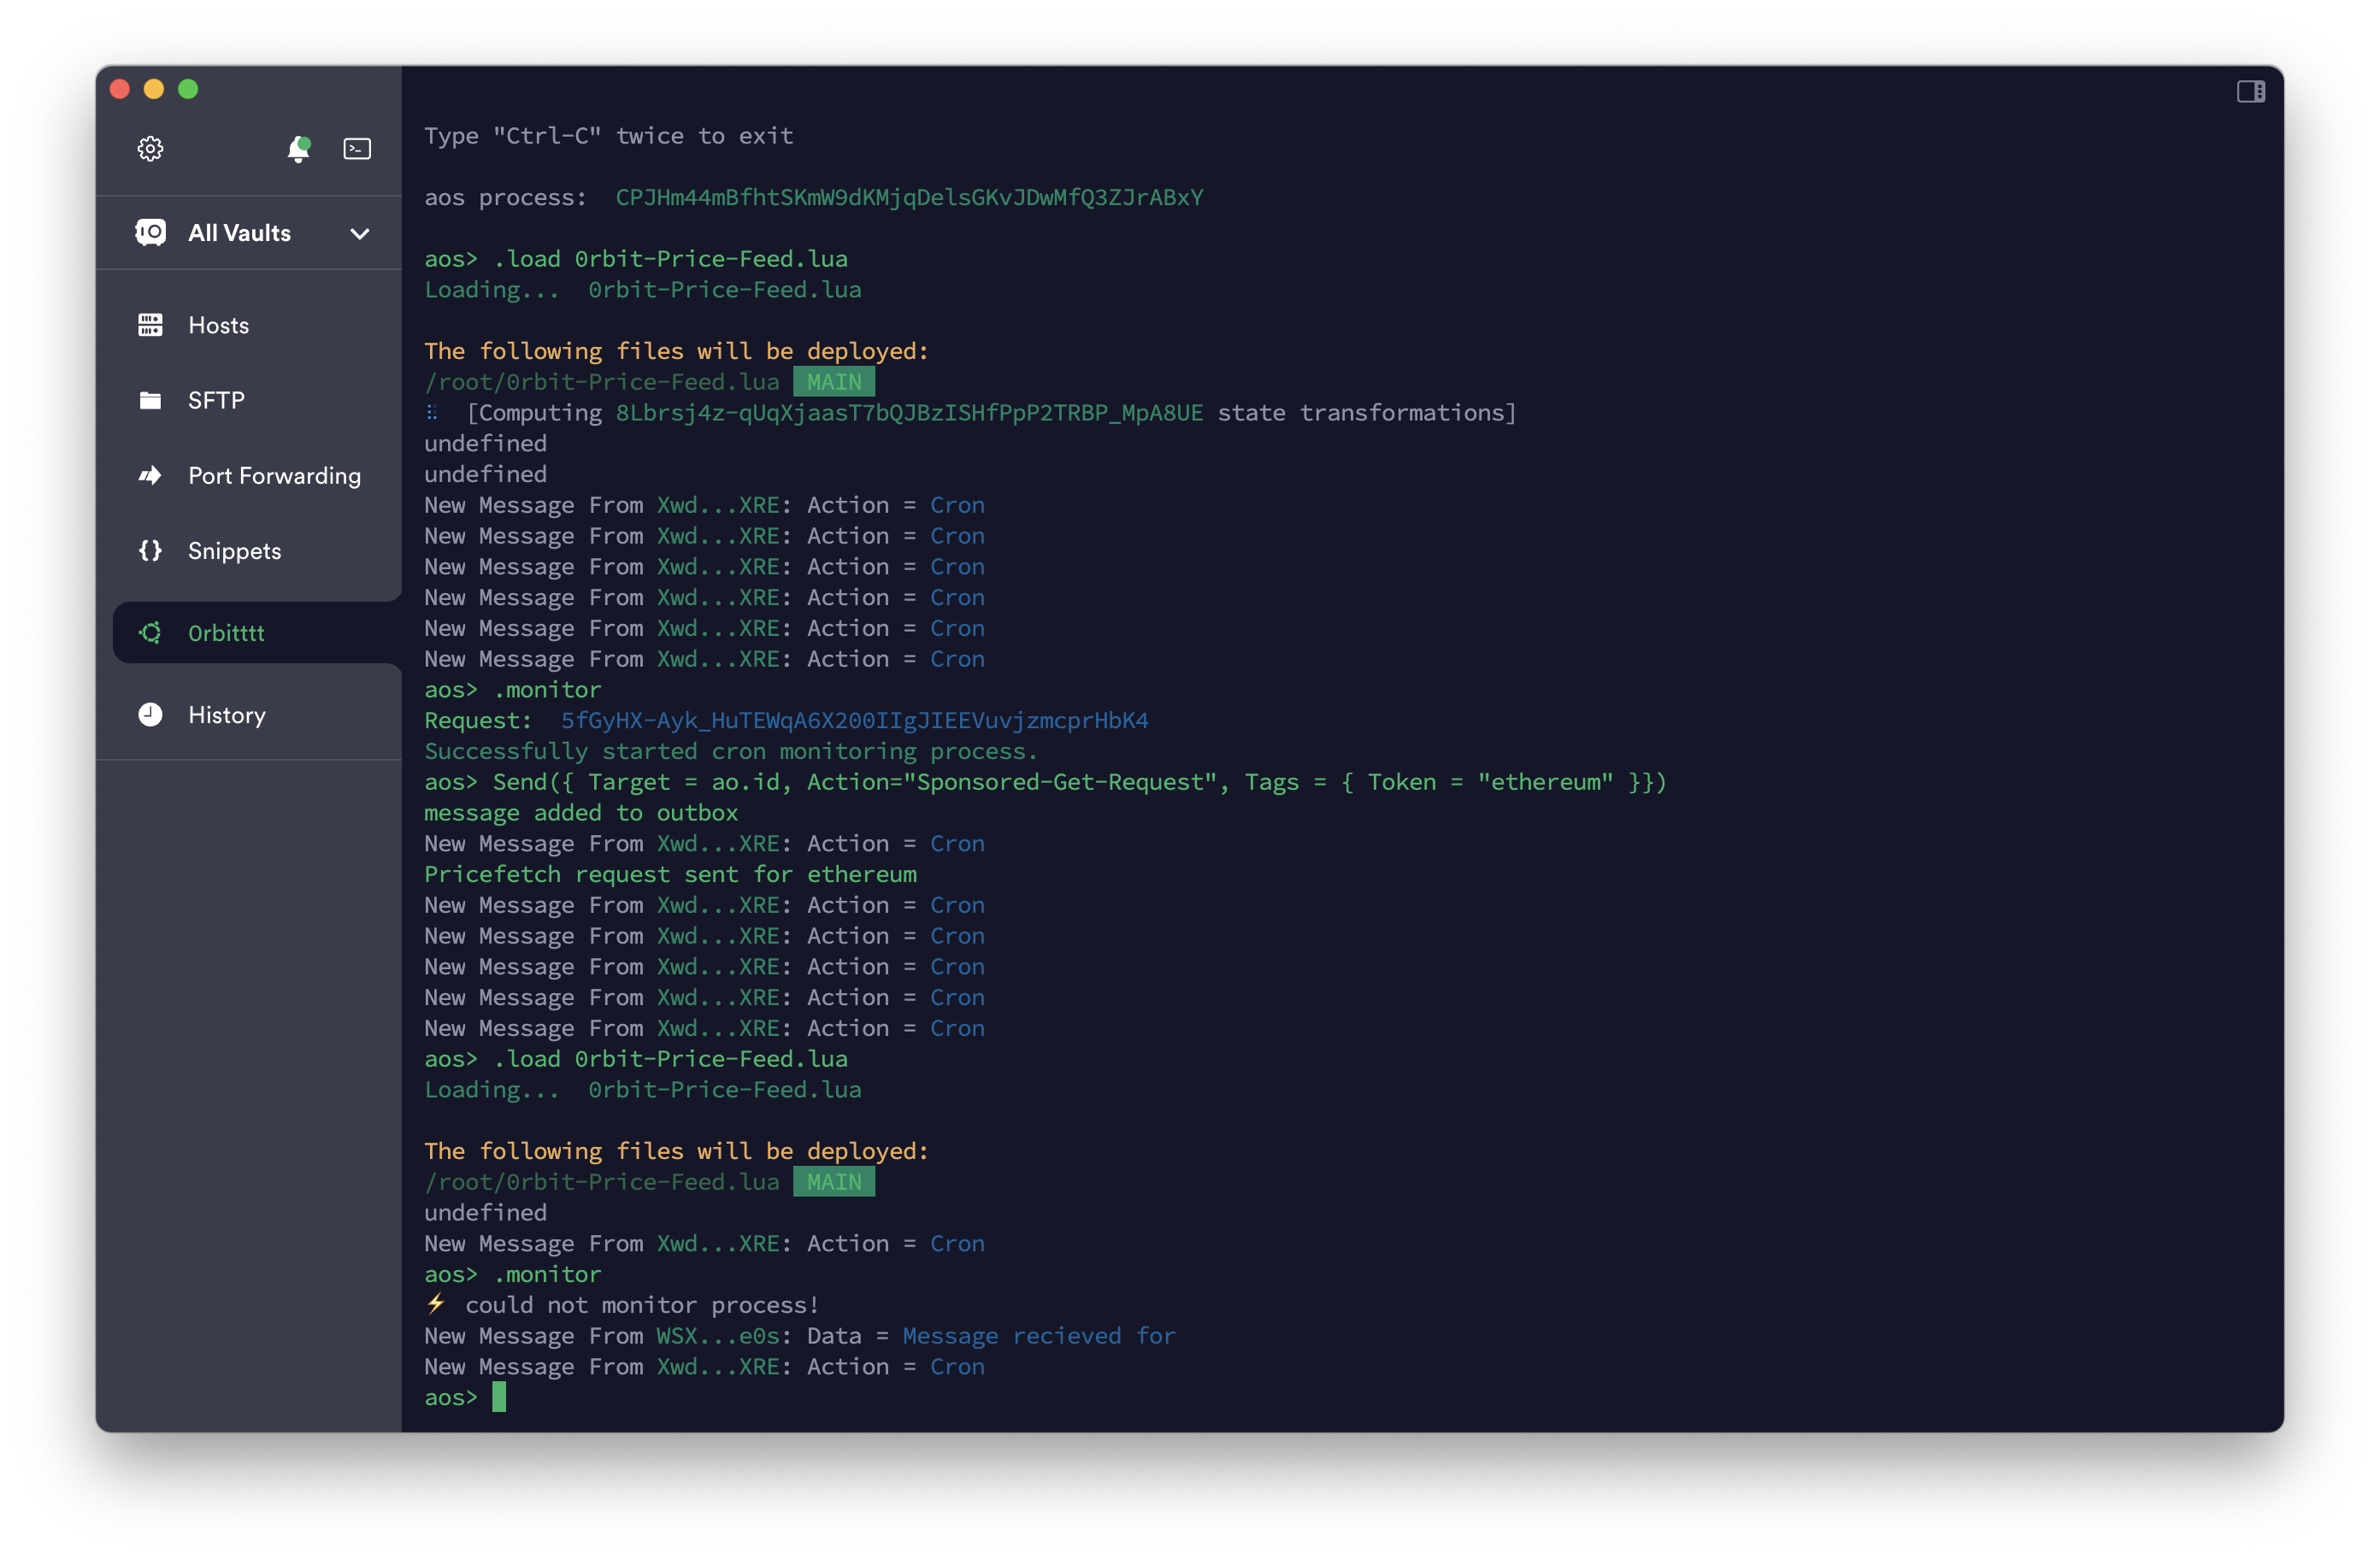 All Vaults
Hosts
SFTP
Port Forwarding
Snippets
0rbitttt
History
Type "Ctrl-C" twice to exit
aos process:  CPJHm44mBfhtSKmW9dKMjqDelsGKvJDwMfQ3ZJrABxY
aos> .load 0rbit-Price-Feed.lua
Loading...  0rbit-Price-Feed.lua
The following files will be deployed:
/root/0rbit-Price-Feed.lua  MAIN
[Computing 8Lbrsj4z-qUqXjaasT7bQJBzISHfPpP2TRBP_MpA8UE state transformations]
undefined
undefined
New Message From Xwd...XRE: Action = Cron
New Message From Xwd...XRE: Action = Cron
New Message From Xwd...XRE: Action = Cron
New Message From Xwd...XRE: Action = Cron
New Message From Xwd...XRE: Action = Cron
New Message From Xwd...XRE: Action = Cron
aos> .monitor
Request:  5fGyHX-Ayk_HuTEWqA6X200IIgJIEEVuvjzmcprHbK4
Successfully started cron monitoring process.
aos> Send({ Target = ao.id, Action="Sponsored-Get-Request", Tags = { Token = "ethereum" }})
message added to outbox
New Message From Xwd...XRE: Action = Cron
Pricefetch request sent for ethereum
New Message From Xwd...XRE: Action = Cron
New Message From Xwd...XRE: Action = Cron
New Message From Xwd...XRE: Action = Cron
New Message From Xwd...XRE: Action = Cron
New Message From Xwd...XRE: Action = Cron
aos> .load 0rbit-Price-Feed.lua
Loading...  0rbit-Price-Feed.lua
The following files will be deployed:
/root/0rbit-Price-Feed.lua  MAIN
undefined
New Message From Xwd...XRE: Action = Cron
aos> .monitor
⚡ could not monitor process!
New Message From WSX...e0s: Data = Message recieved for
New Message From Xwd...XRE: Action = Cron
aos>